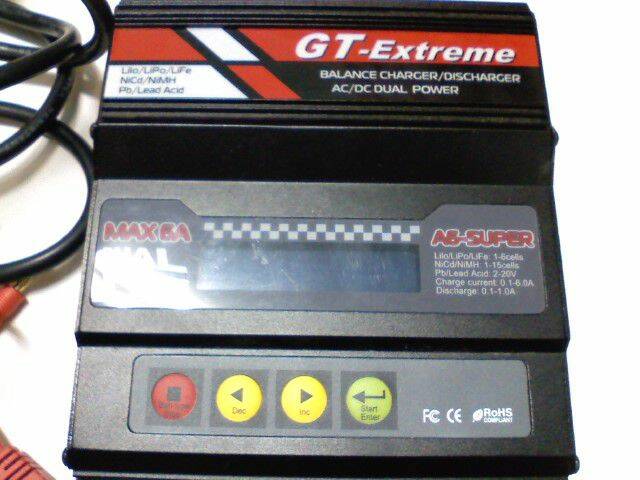 GT-Extreme
LiIo/LiPo/LiFe
NiCd/NiMH
Pb/Lead Acid
BALANCE CHARGER/DISCHARGER
AC/DC DUAL POWER
MAX 6A
A6-SUPER
LiIo/LiPo/LiFe: 1-6cells
NiCd/NiMH: 1-15cells
Pb/Lead Acid: 2-20V
Charge current: 0.1-6.0A
Discharge: 0.1-1.0A
Dec
Inc
Start
Enter
FC CE RoHS
COMPLIANT